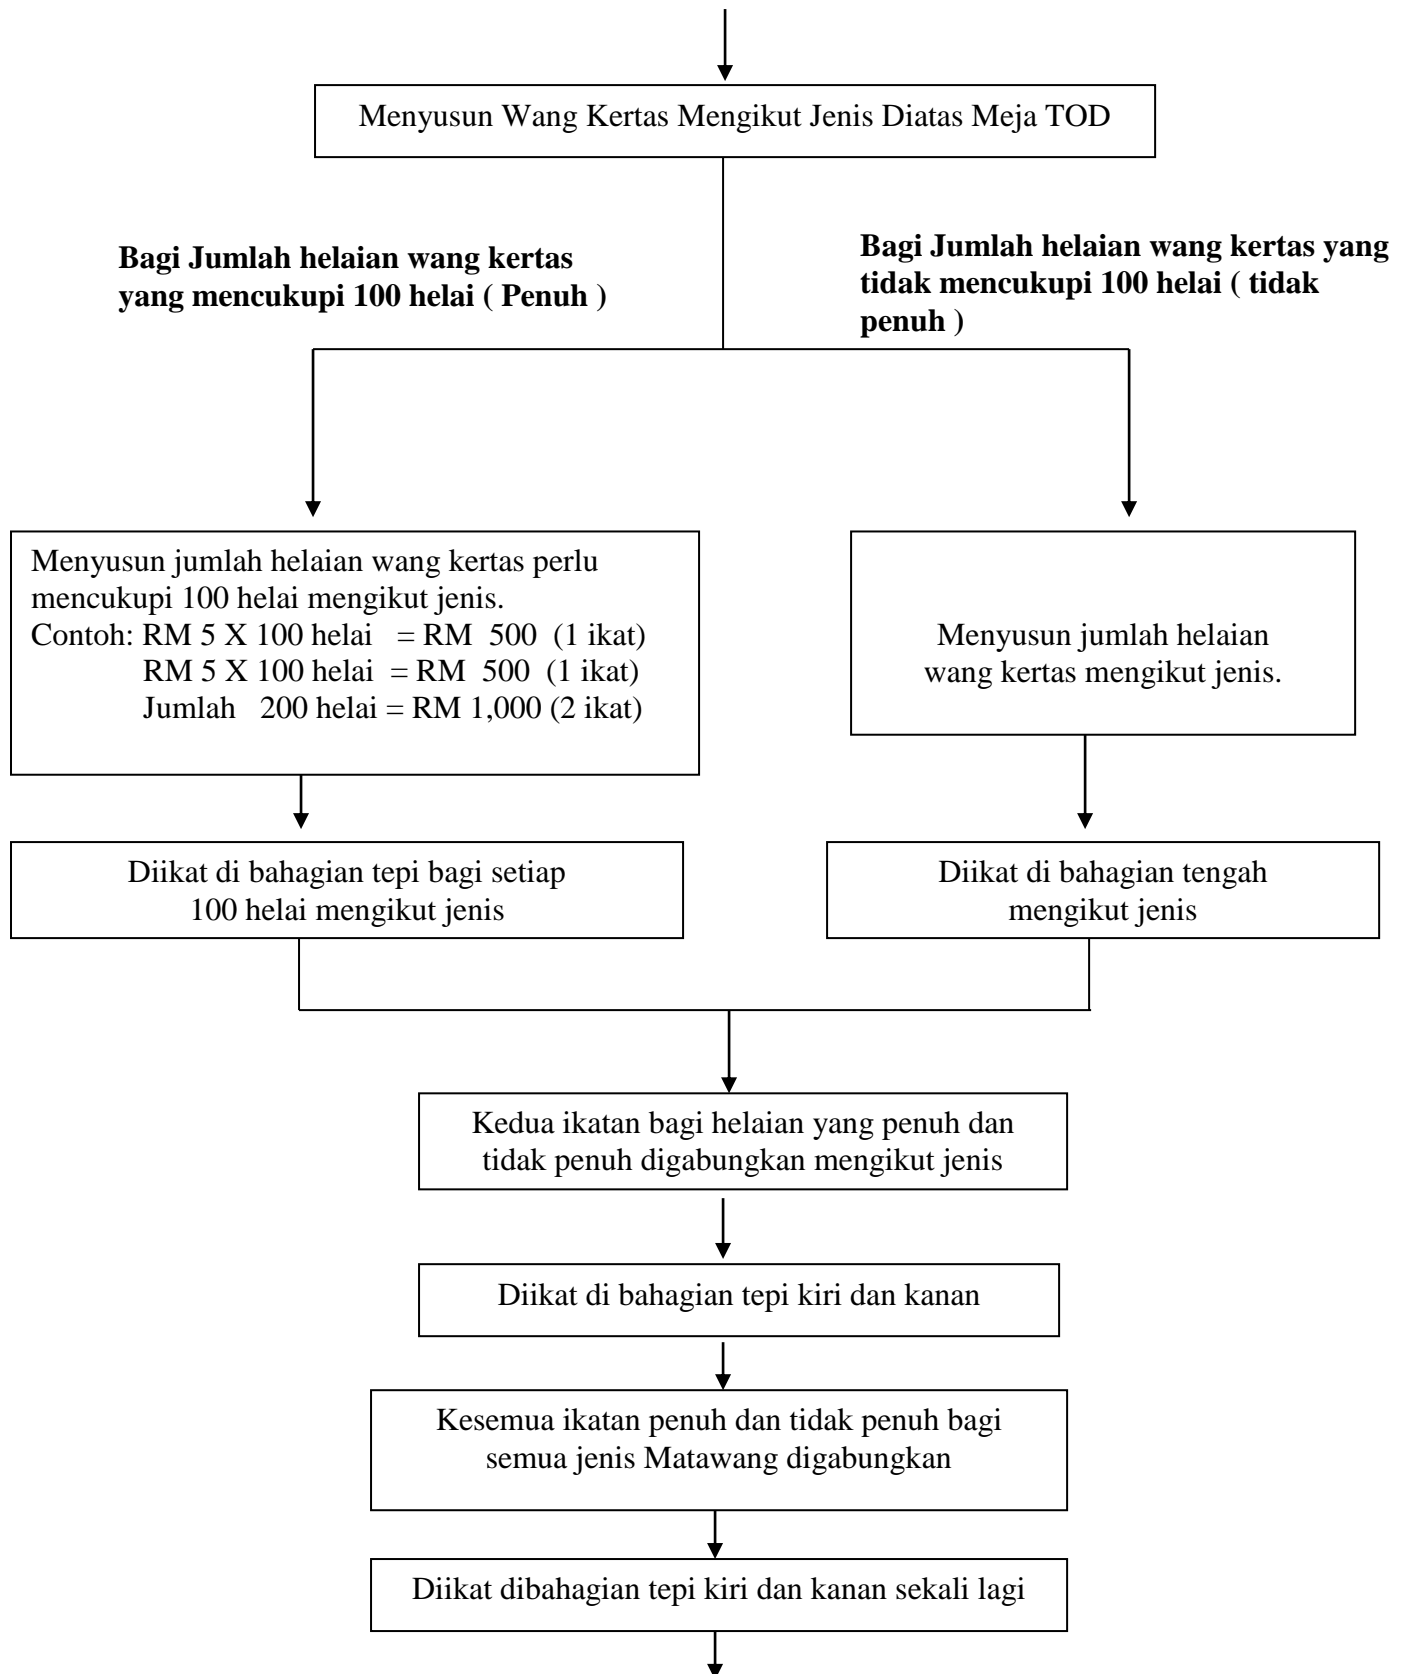 Menyusun Wang Kertas Mengikut Jenis Diatas Meja TOD
Bagi Jumlah helaian wang kertas
yang mencukupi 100 helai ( Penuh )
Bagi Jumlah helaian wang kertas yang
tidak mencukupi 100 helai ( tidak
penuh )
Menyusun jumlah helaian wang kertas perlu
mencukupi 100 helai mengikut jenis.
Contoh: RM 5 X 100 helai = RM 500 (1 ikat)
RM 5 X 100 helai = RM 500 (1 ikat)
Jumlah 200 helai = RM 1,000 (2 ikat)
Menyusun jumlah helaian
wang kertas mengikut jenis.
Diikat di bahagian tepi bagi setiap
100 helai mengikut jenis
Diikat di bahagian tengah
mengikut jenis
Kedua ikatan bagi helaian yang penuh dan
tidak penuh digabungkan mengikut jenis
Diikat di bahagian tepi kiri dan kanan
Kesemua ikatan penuh dan tidak penuh bagi
semua jenis Matawang digabungkan
Diikat dibahagian tepi kiri dan kanan sekali lagi